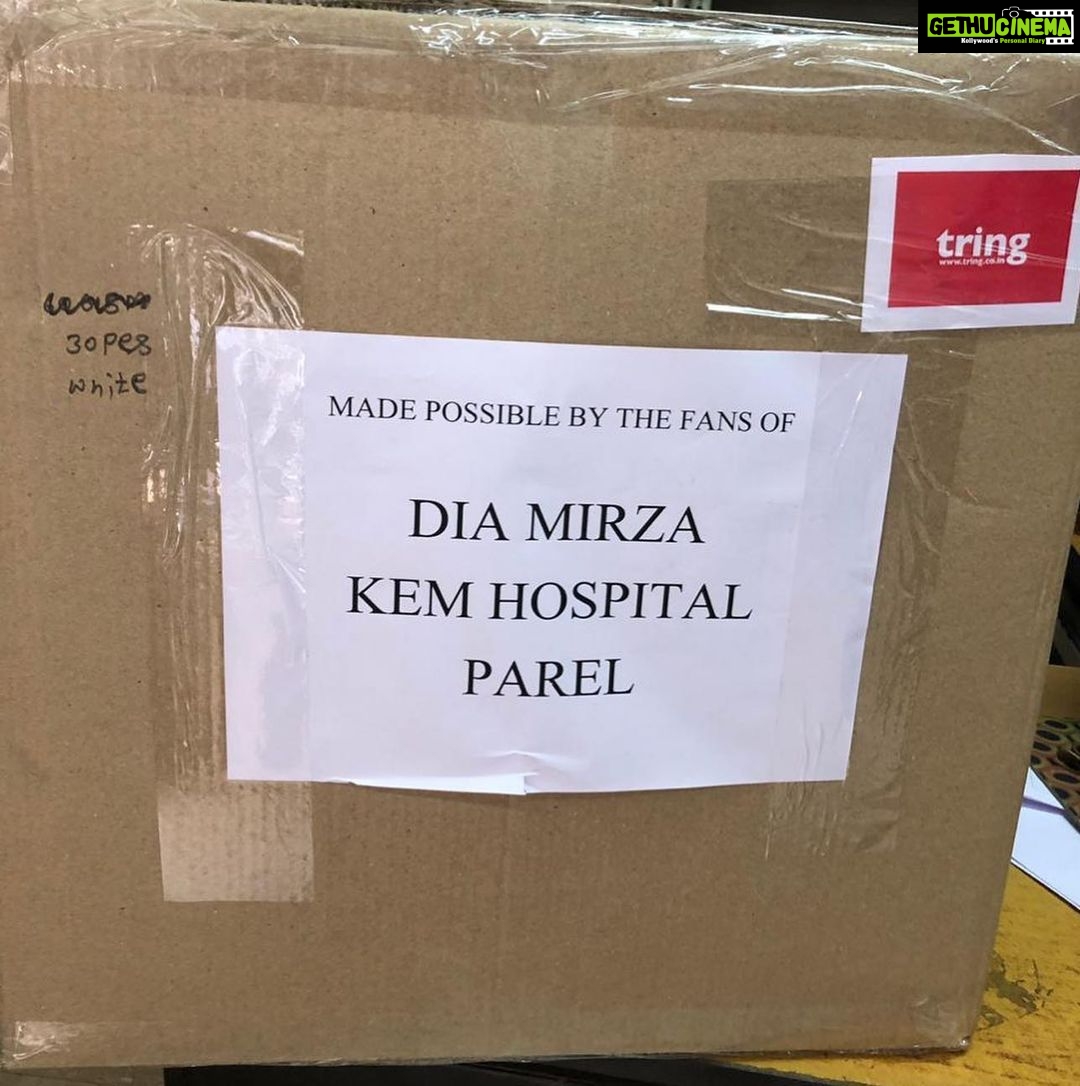 GETHUCINEMA
Kollywood's Personal Diary
tring
www.tring.co.in
30 Pes
white
MADE POSSIBLE BY THE FANS OF
DIA MIRZA
KEM HOSPITAL
PAREL